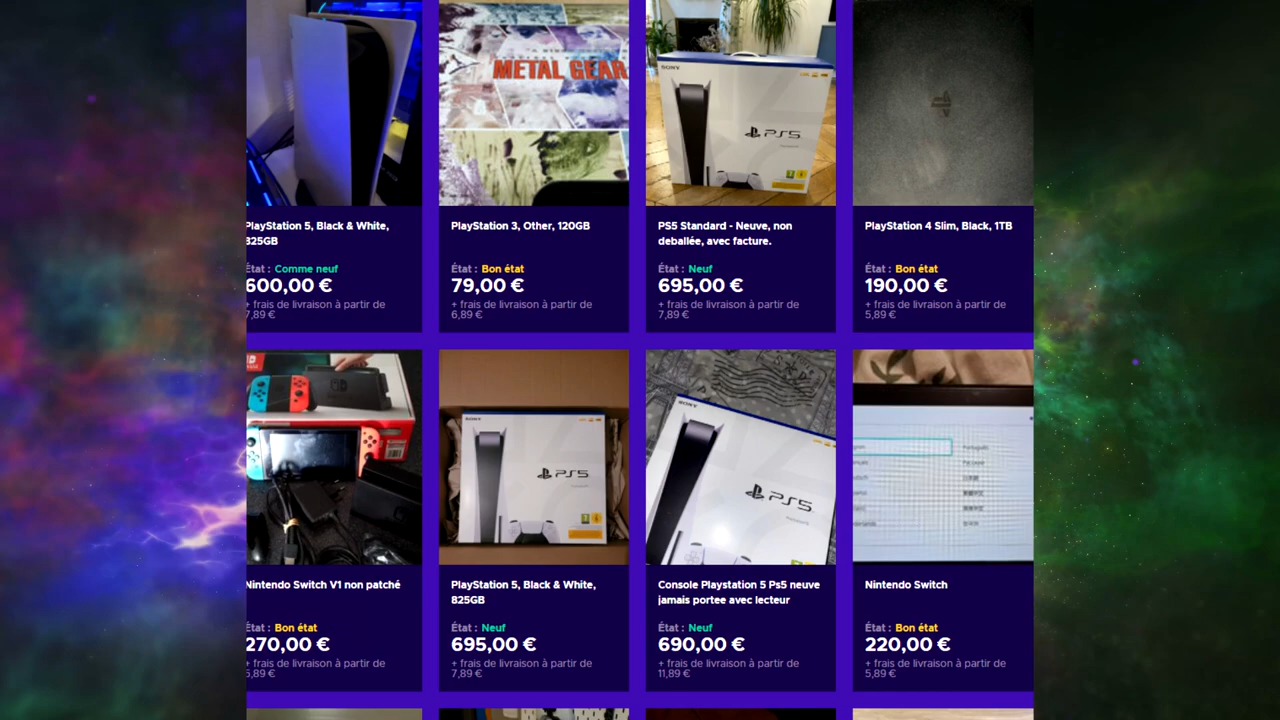 METAL GEAR
SONY
PS5
PlayStation 5, Black & White,
825GB
État : Comme neuf
600,00 €
+ frais de livraison à partir de
7,89 €
PlayStation 3, Other, 120GB
État : Bon état
79,00 €
+ frais de livraison à partir de
6,89 €
PS5 Standard - Neuve, non
deballée, avec facture.
État : Neuf
695,00 €
+ frais de livraison à partir de
7,89 €
PlayStation 4 Slim, Black, 1TB
État : Bon état
190,00 €
+ frais de livraison à partir de
5,89 €
SONY
PS5
SONY
PS5
Português
Nintendo Switch V1 non patché
État : Bon état
270,00 €
+ frais de livraison à partir de
6,89 €
PlayStation 5, Black & White,
825GB
État : Neuf
695,00 €
+ frais de livraison à partir de
7,89 €
Console Playstation 5 Ps5 neuve
jamais portee avec lecteur
État : Neuf
690,00 €
+ frais de livraison à partir de
11,89 €
Nintendo Switch
État : Bon état
220,00 €
+ frais de livraison à partir de
5,89 €